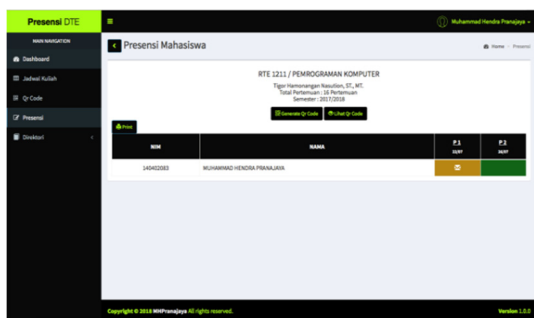 Presensi DTE
Muhammad Hendra Pranajaya
MAIN NAVIGATION
Dashboard
Jadwal Kuliah
Qr Code
Presensi
Direktori
Presensi Mahasiswa
Home > Presensi
RTE 1211 / PEMROGRAMAN KOMPUTER
Tigor Hamonangan Nasution, ST., MT.
Total Pertemuan : 16 Pertemuan
Semester : 2017/2018
Generate Qr Code Lihat Qr Code
Print
NIM NAMA P 1 P 2
140402083 MUHAMMAD HENDRA PRANAJAYA
Copyright © 2018 MHPranajaya All rights reserved.
Version 1.0.0